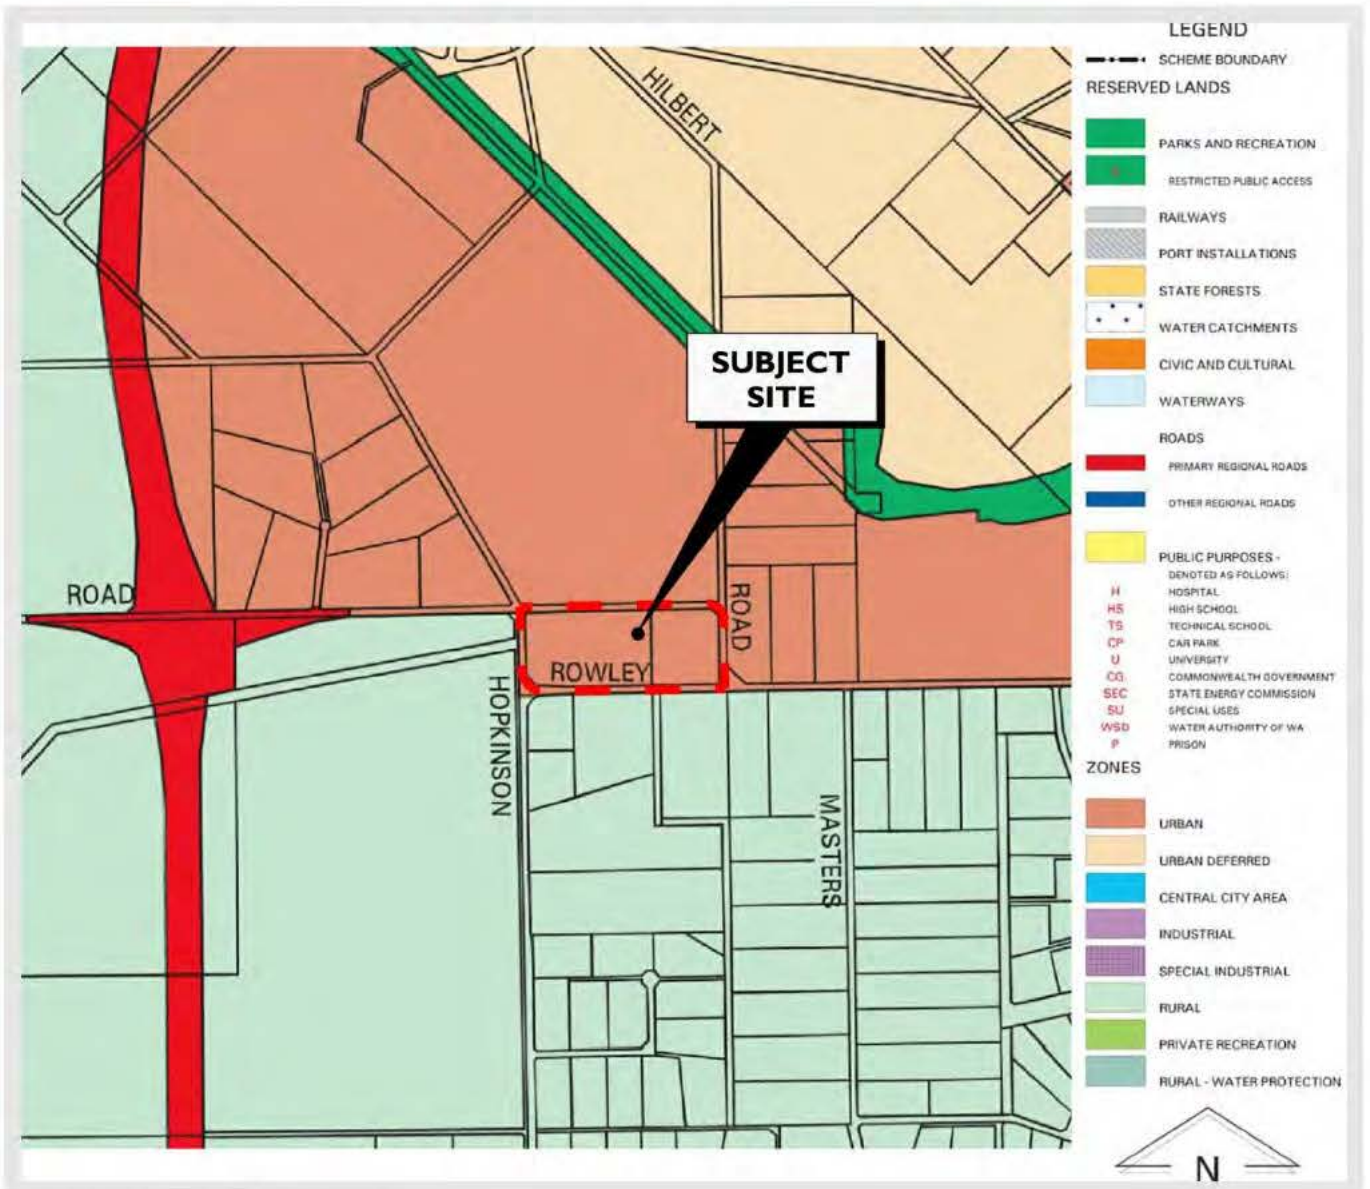 HILBERT
SUBJECT
SITE
ROAD
ROAD
ROWLEY
HOPKINSON
MASTERS
LEGEND
SCHEME BOUNDARY
RESERVED LANDS
PARKS AND RECREATION
RESTRICTED PUBLIC ACCESS
RAILWAYS
PORT INSTALLATIONS
STATE FORESTS
WATER CATCHMENTS
CIVIC AND CULTURAL
WATERWAYS
ROADS
PRIMARY REGIONAL ROADS
OTHER REGIONAL ROADS
PUBLIC PURPOSES -
DENOTED AS FOLLOWS:
H HOSPITAL
HS HIGH SCHOOL
TS TECHNICAL SCHOOL
CP CAR PARK
U UNIVERSITY
CG COMMONWEALTH GOVERNMENT
SEC STATE ENERGY COMMISSION
SU SPECIAL USES
WSD WATER AUTHORITY OF WA
P PRISON
ZONES
URBAN
URBAN DEFERRED
CENTRAL CITY AREA
INDUSTRIAL
SPECIAL INDUSTRIAL
RURAL
PRIVATE RECREATION
RURAL - WATER PROTECTION
N